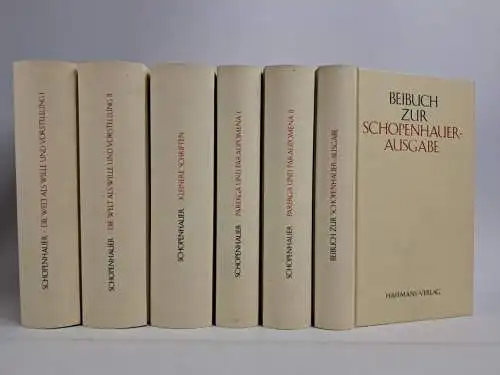 SCHOPENHAUER · DIE WELT ALS WILLE UND VORSTELLUNG I
SCHOPENHAUER · DIE WELT ALS WILLE UND VORSTELLUNG II
SCHOPENHAUER · KLEINERE SCHRIFTEN
SCHOPENHAUER · PARERGA UND PARALIPOMENA I
SCHOPENHAUER · PARERGA UND PARALIPOMENA II
BEIBUCH ZUR SCHOPENHAUER-AUSGABE
BEIBUCH
ZUR
SCHOPENHAUER-
AUSGABE
HAFFMANS-VERLAG